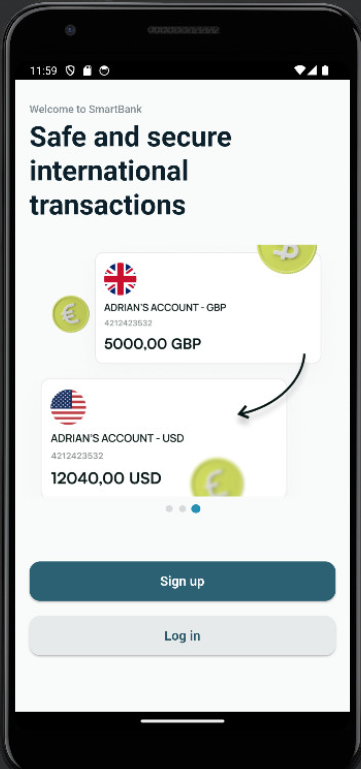 11:59
Welcome to SmartBank
Safe and secure
international
transactions
ADRIAN'S ACCOUNT - GBP
4212423532
5000,00 GBP
ADRIAN'S ACCOUNT - USD
4212423532
12040,00 USD
Sign up
Log in